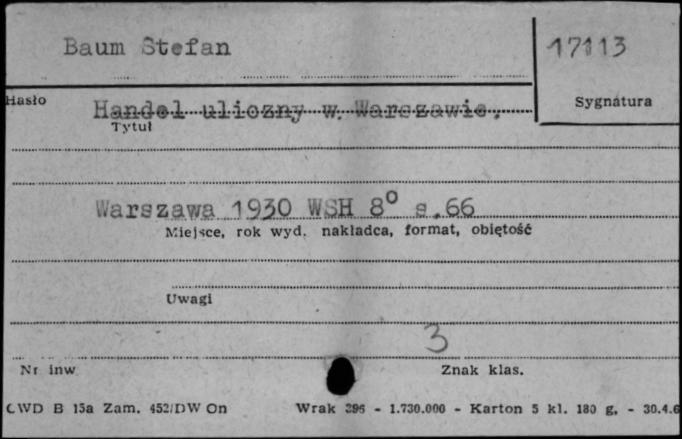 Baum Stefan
17113
Hasło
Sygnatura
Handel uliczny w Warszawie.
Tytuł
Warszawa 1930 WSH 8° s.66
Miejsce, rok wyd. nakładca, format, objętość
Uwagi
3
Nr inw
Znak klas.
CWD B 15a Zam. 452/DW On Wrak 396 - 1.730.000 - Karton 5 kl. 180 g. - 30.4.6